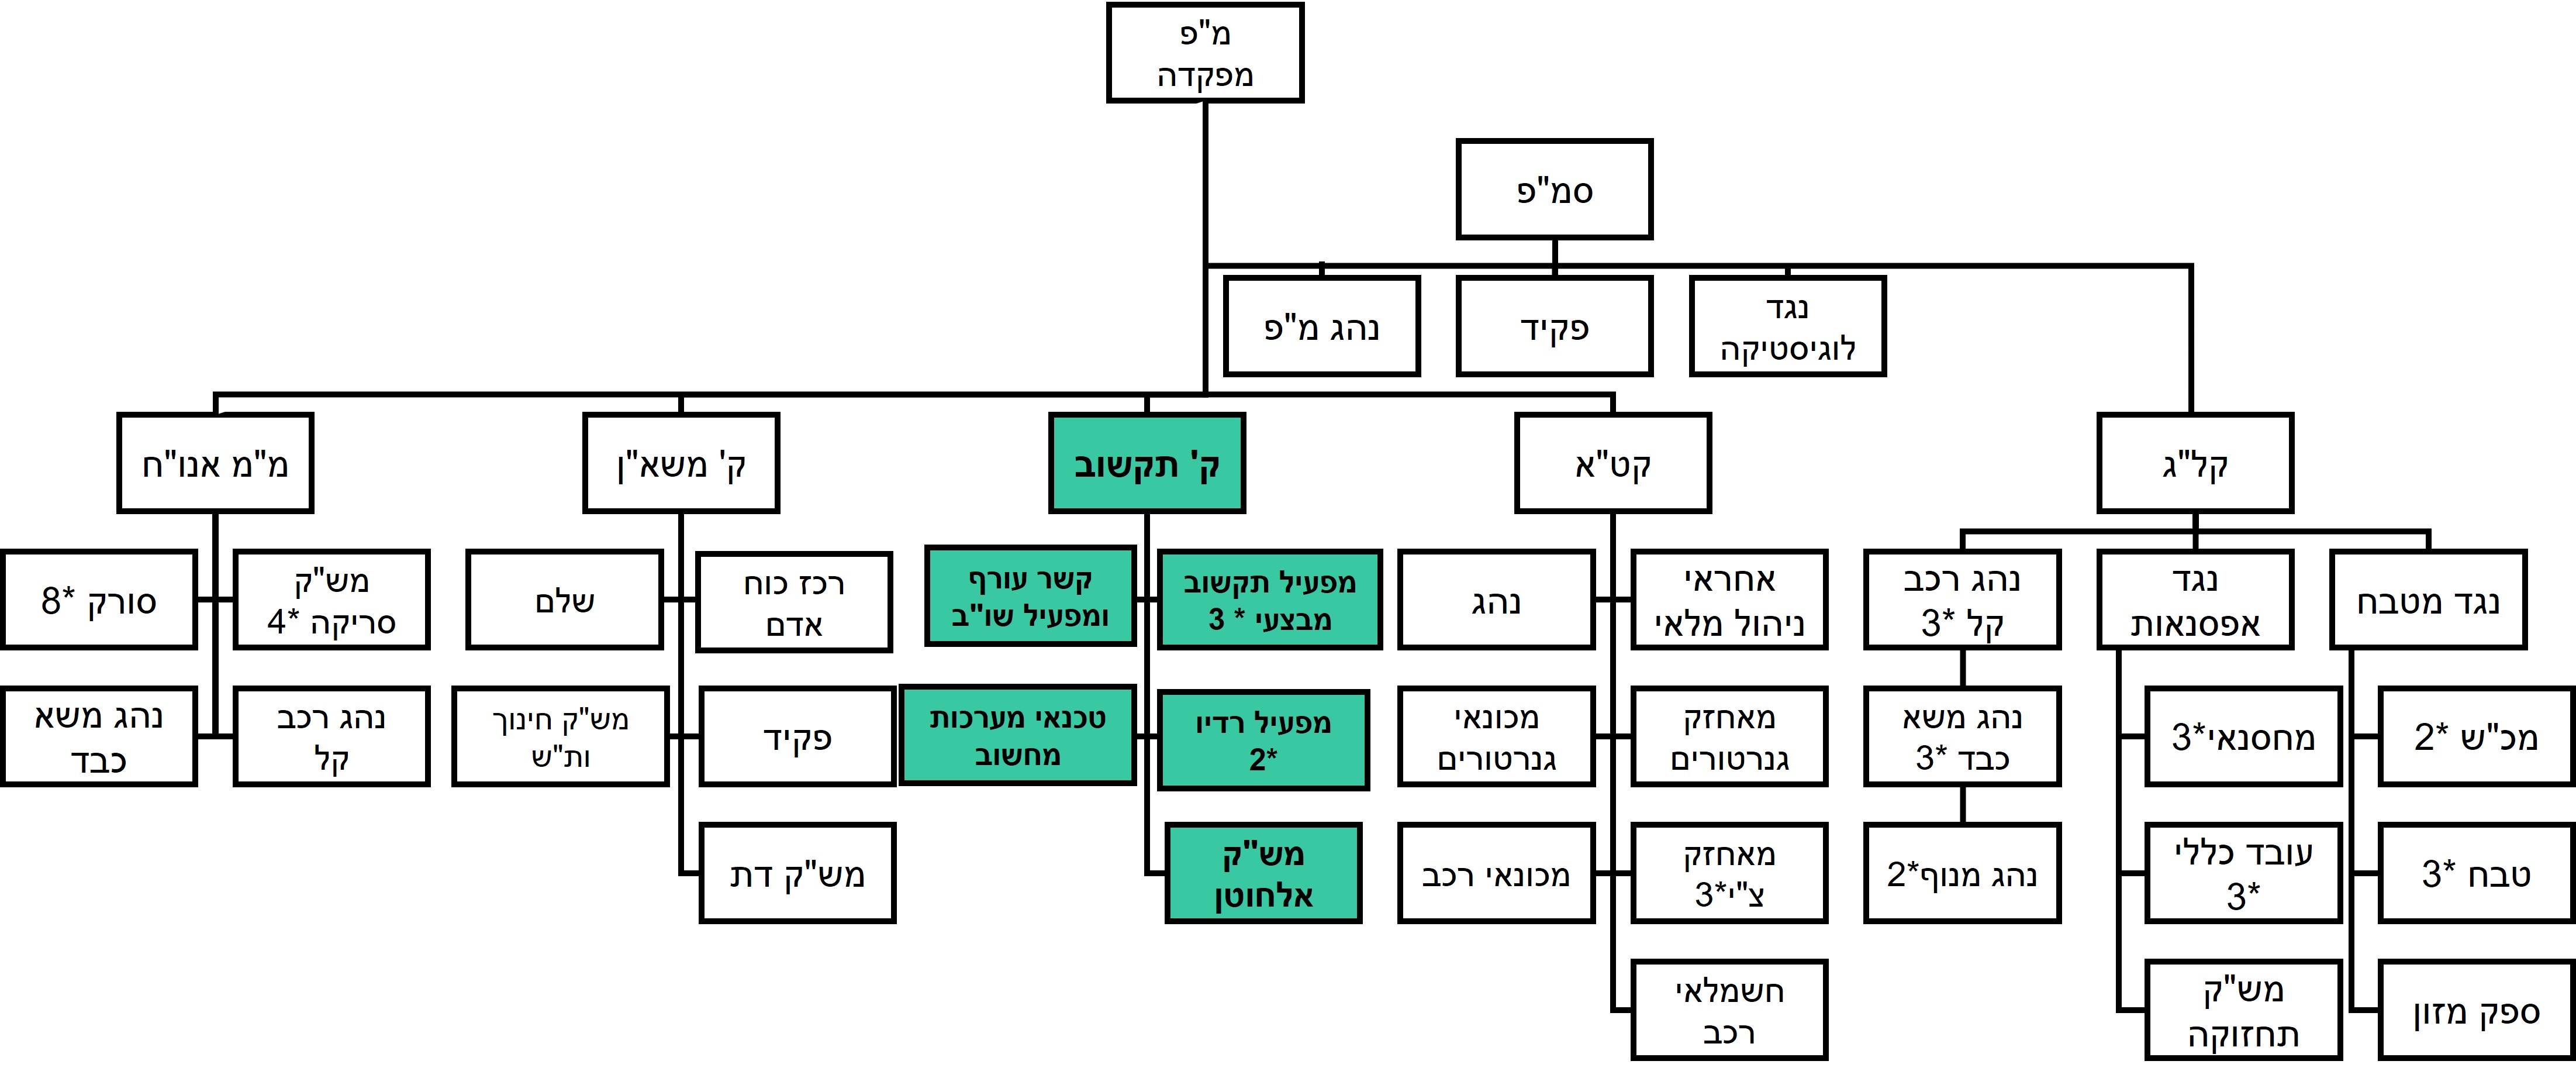 מ"פ
מפקדה
סמ"פ
נגד
לוגיסטיקה
פקיד
נהג מ"פ
קל"ג
קט"א
ק' תקשוב
ק' משא"ן
מ"מ אנו"ח
נגד מטבח
נגד
אפסנאות
נהג רכב
קל *3
אחראי
ניהול מלאי
נהג
מפעיל תקשוב
מבצעי * 3
קשר עורף
ומפעיל שו"ב
רכז כוח
אדם
שלם
מש"ק
סריקה *4
סורק *8
מכ"ש *2
מחסנאי*3
נהג משא
כבד *3
מאחזק
גנרטורים
מכונאי
גנרטורים
מפעיל רדיו
*2
טכנאי מערכות
מחשוב
פקיד
מש"ק חינוך
ות"ש
נהג רכב
קל
נהג משא
כבד
טבח *3
עובד כללי
*3
נהג מנוף*2
מאחזק
צ"י*3
מכונאי רכב
מש"ק
אלחוטן
מש"ק דת
ספק מזון
מש"ק
תחזוקה
חשמלאי
רכב